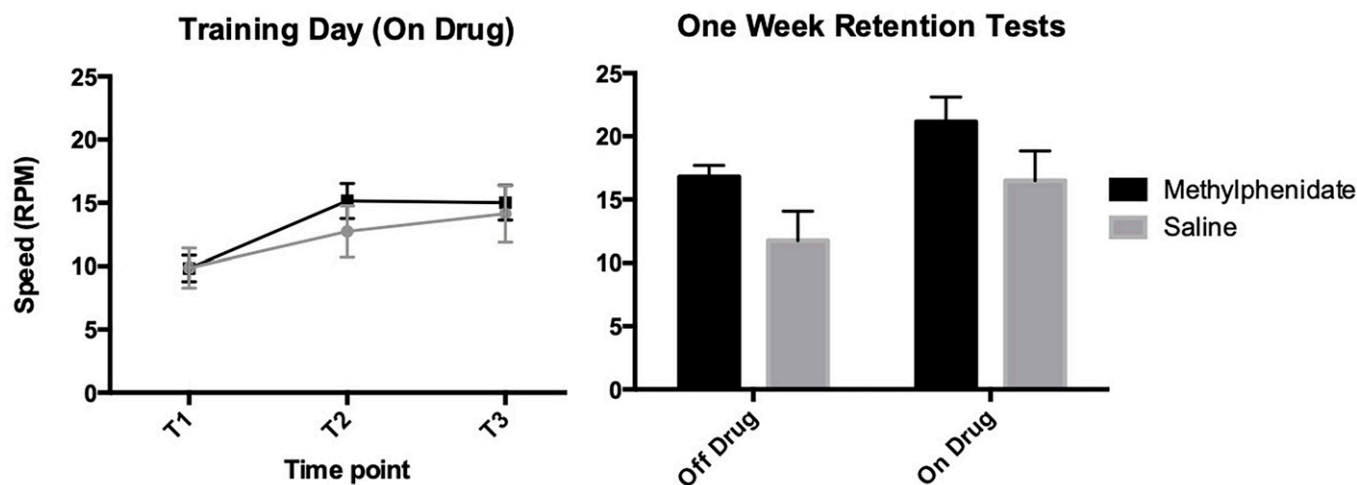 Training Day (On Drug)
Speed (RPM)
25
20
15
10
5
0
T1
T2
T3
Time point
One Week Retention Tests
25
20
15
10
5
0
Off Drug
On Drug
Methylphenidate
Saline